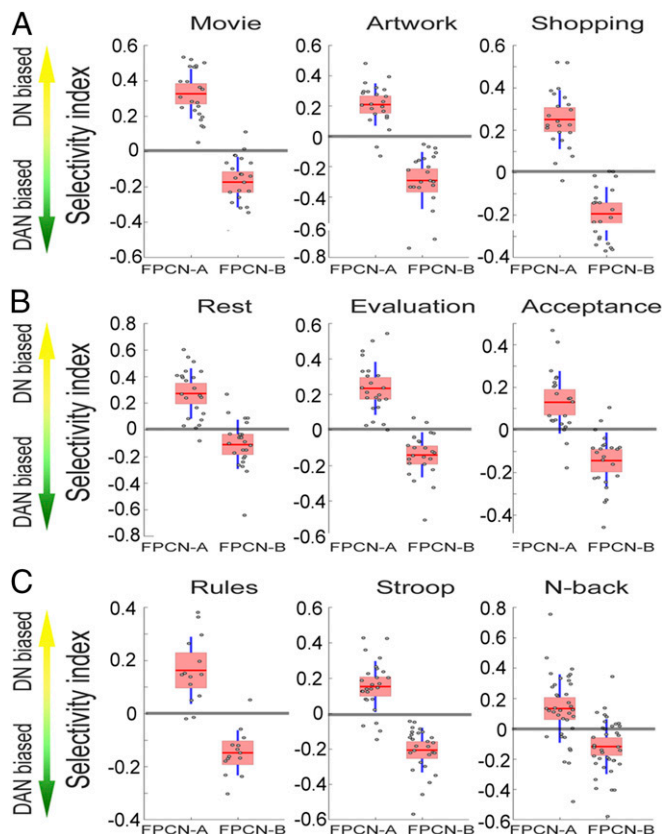 A
Movie Artwork Shopping
DN biased
DAN biased
Selectivity index
0.6 0.4 0.2 0 -0.2 -0.4 -0.6
0.6 0.4 0.2 0 -0.2 -0.4 -0.6 -0.8
0.6 0.4 0.2 0 -0.2 -0.4
FPCN-A FPCN-B FPCN-A FPCN-B FPCN-A FPCN-B
B
Rest Evaluation Acceptance
DN biased
DAN biased
Selectivity index
0.8 0.6 0.4 0.2 0 -0.2 -0.4 -0.6 -0.8
0.6 0.4 0.2 0 -0.2 -0.4 -0.6
0.4 0.2 0 -0.2 -0.4
FPCN-A FPCN-B FPCN-A FPCN-B FPCN-A FPCN-B
C
Rules Stroop N-back
DN biased
DAN biased
Selectivity index
0.4 0.2 0 -0.2 -0.4
0.6 0.4 0.2 0 -0.2 -0.4 -0.6
0.8 0.6 0.4 0.2 0 -0.2 -0.4 -0.6
FPCN-A FPCN-B FPCN-A FPCN-B FPCN-A FPCN-B